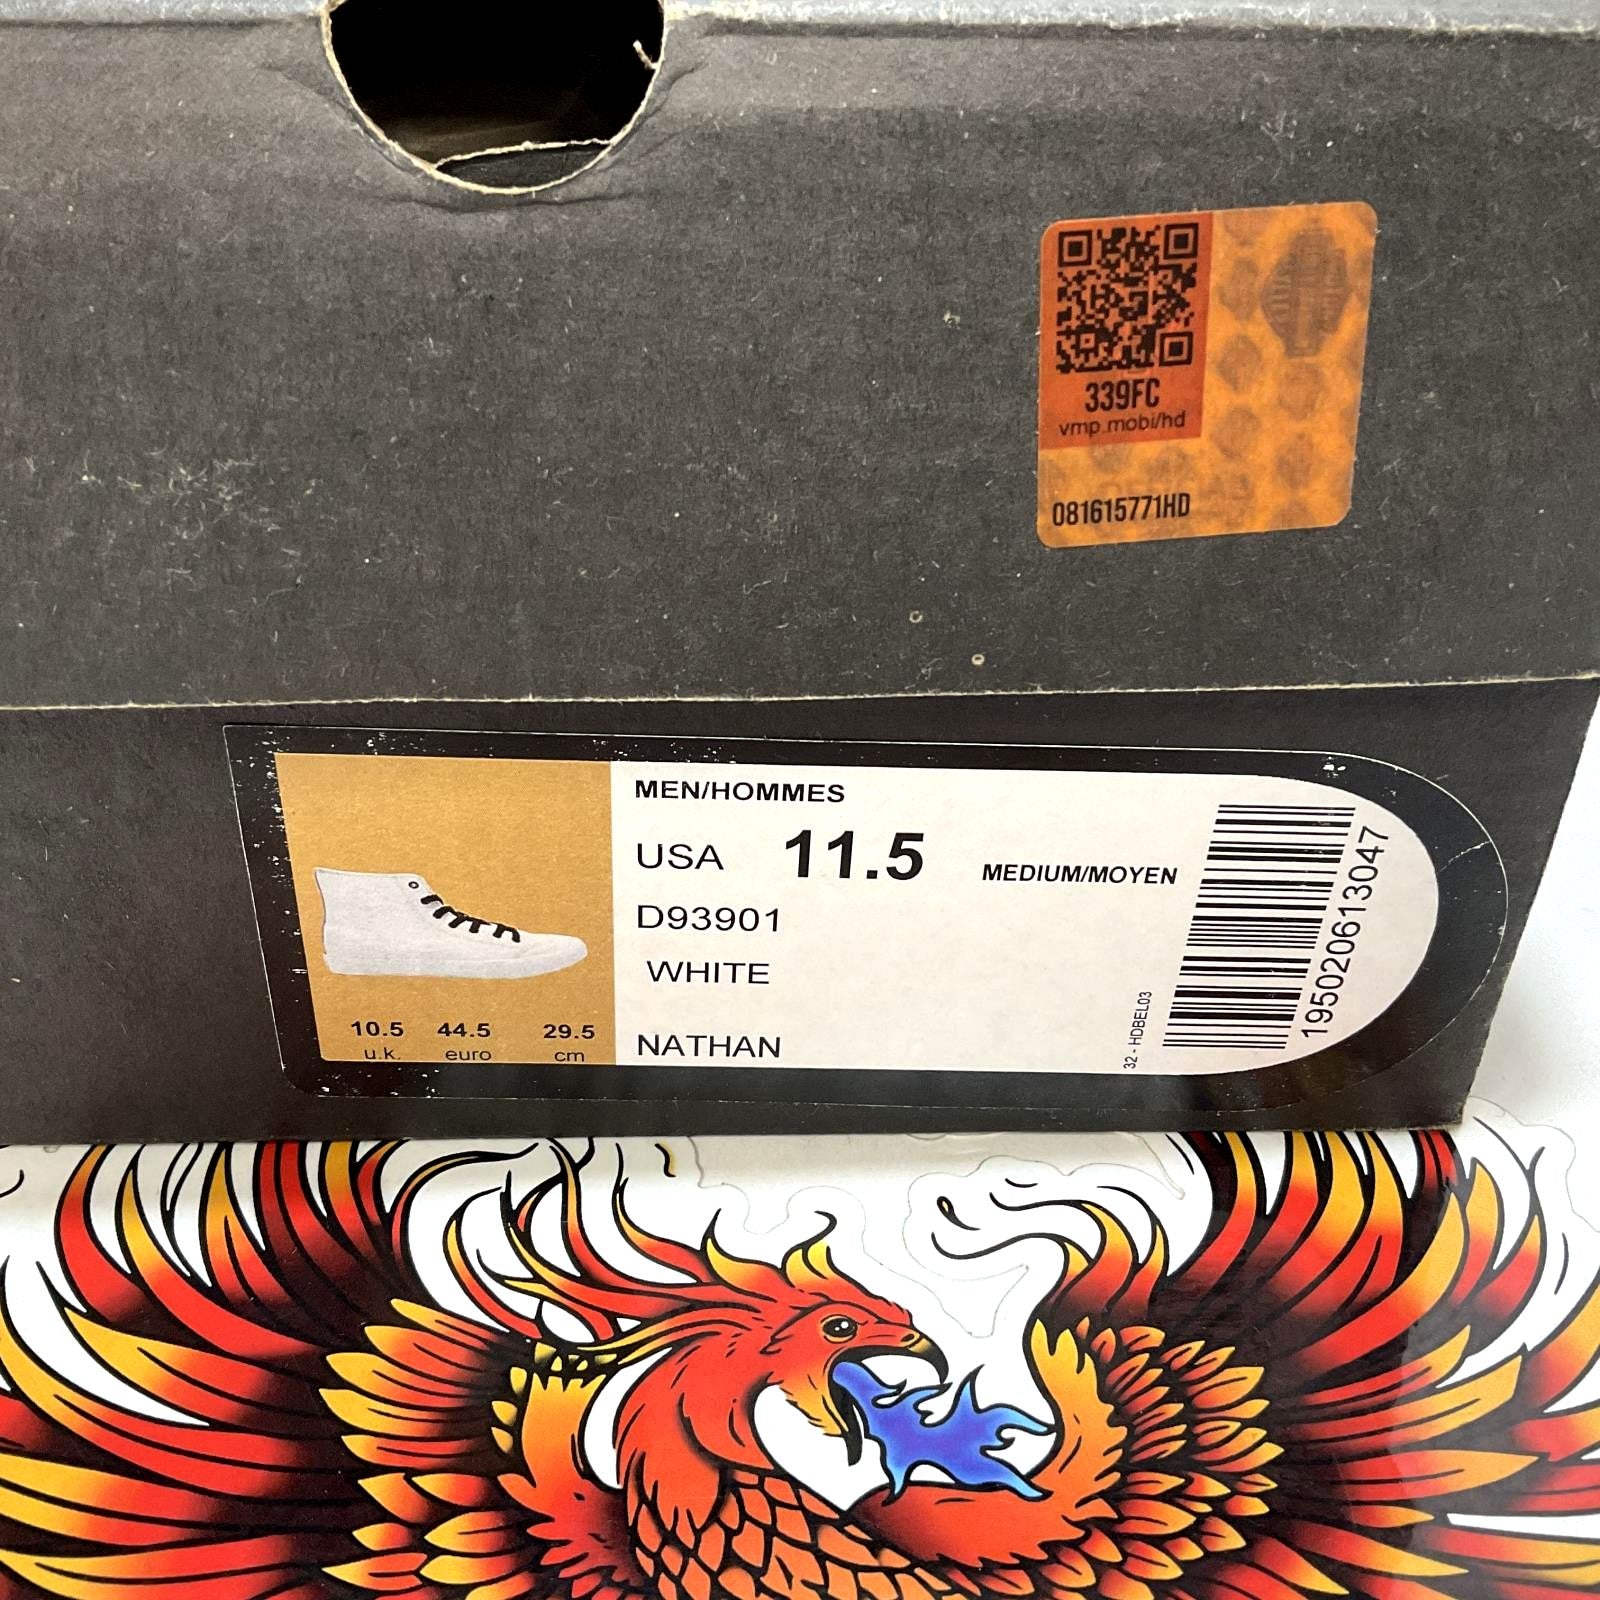 339FC
vmp.mobi/hd
081615771HD
MEN/HOMMES
USA 11.5 MEDIUM/MOYEN
D93901
WHITE
NATHAN
10.5 44.5 29.5
u.k. euro cm
32 - HDBEL03
195020613047